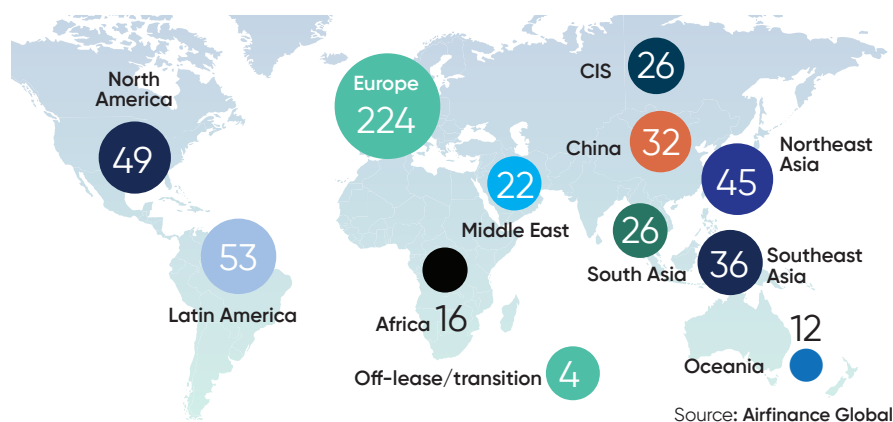 North
America
49
Europe
224
CIS
26
China
32
Northeast
Asia
45
22
Middle East
26
South Asia
Southeast
Asia
36
53
Latin America
Africa 16
12
Oceania
Off-lease/transition 4
Source: Airfinance Global